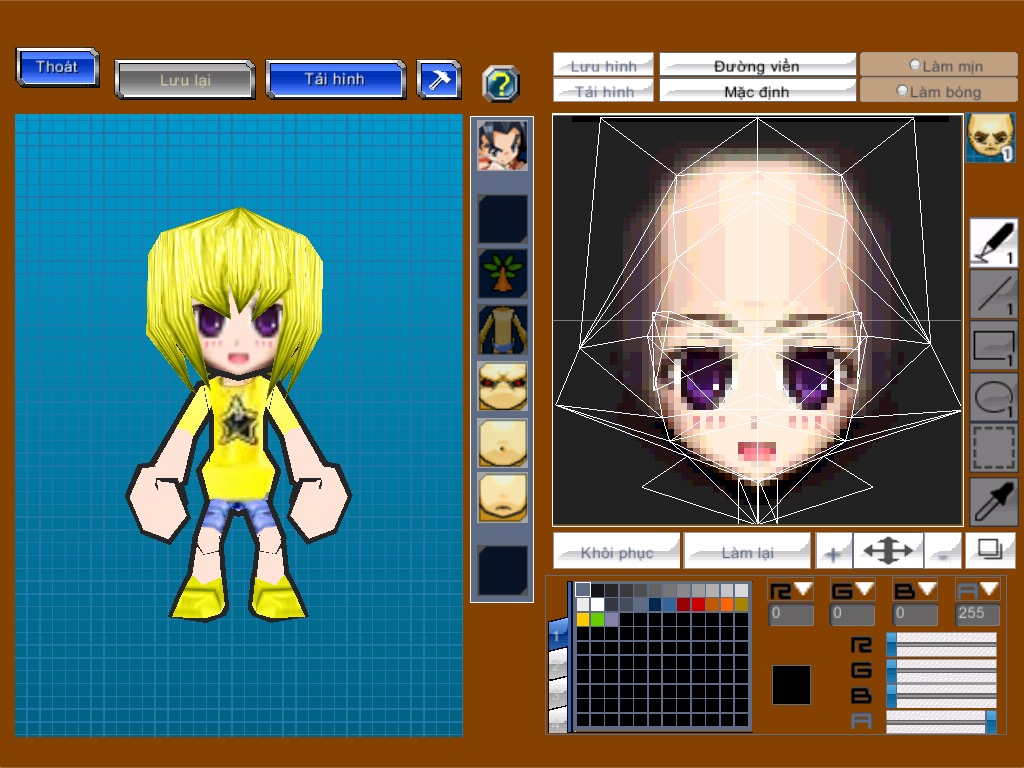 Thoát
Lưu lại
Tải hình
?
Lưu hình
Đường viền
Làm mịn
Tải hình
Mặc định
Làm bóng
1
1
1
1
1
Khôi phục
Làm lại
+
-
R
G
B
A
0
0
0
255
1
R
G
B
A